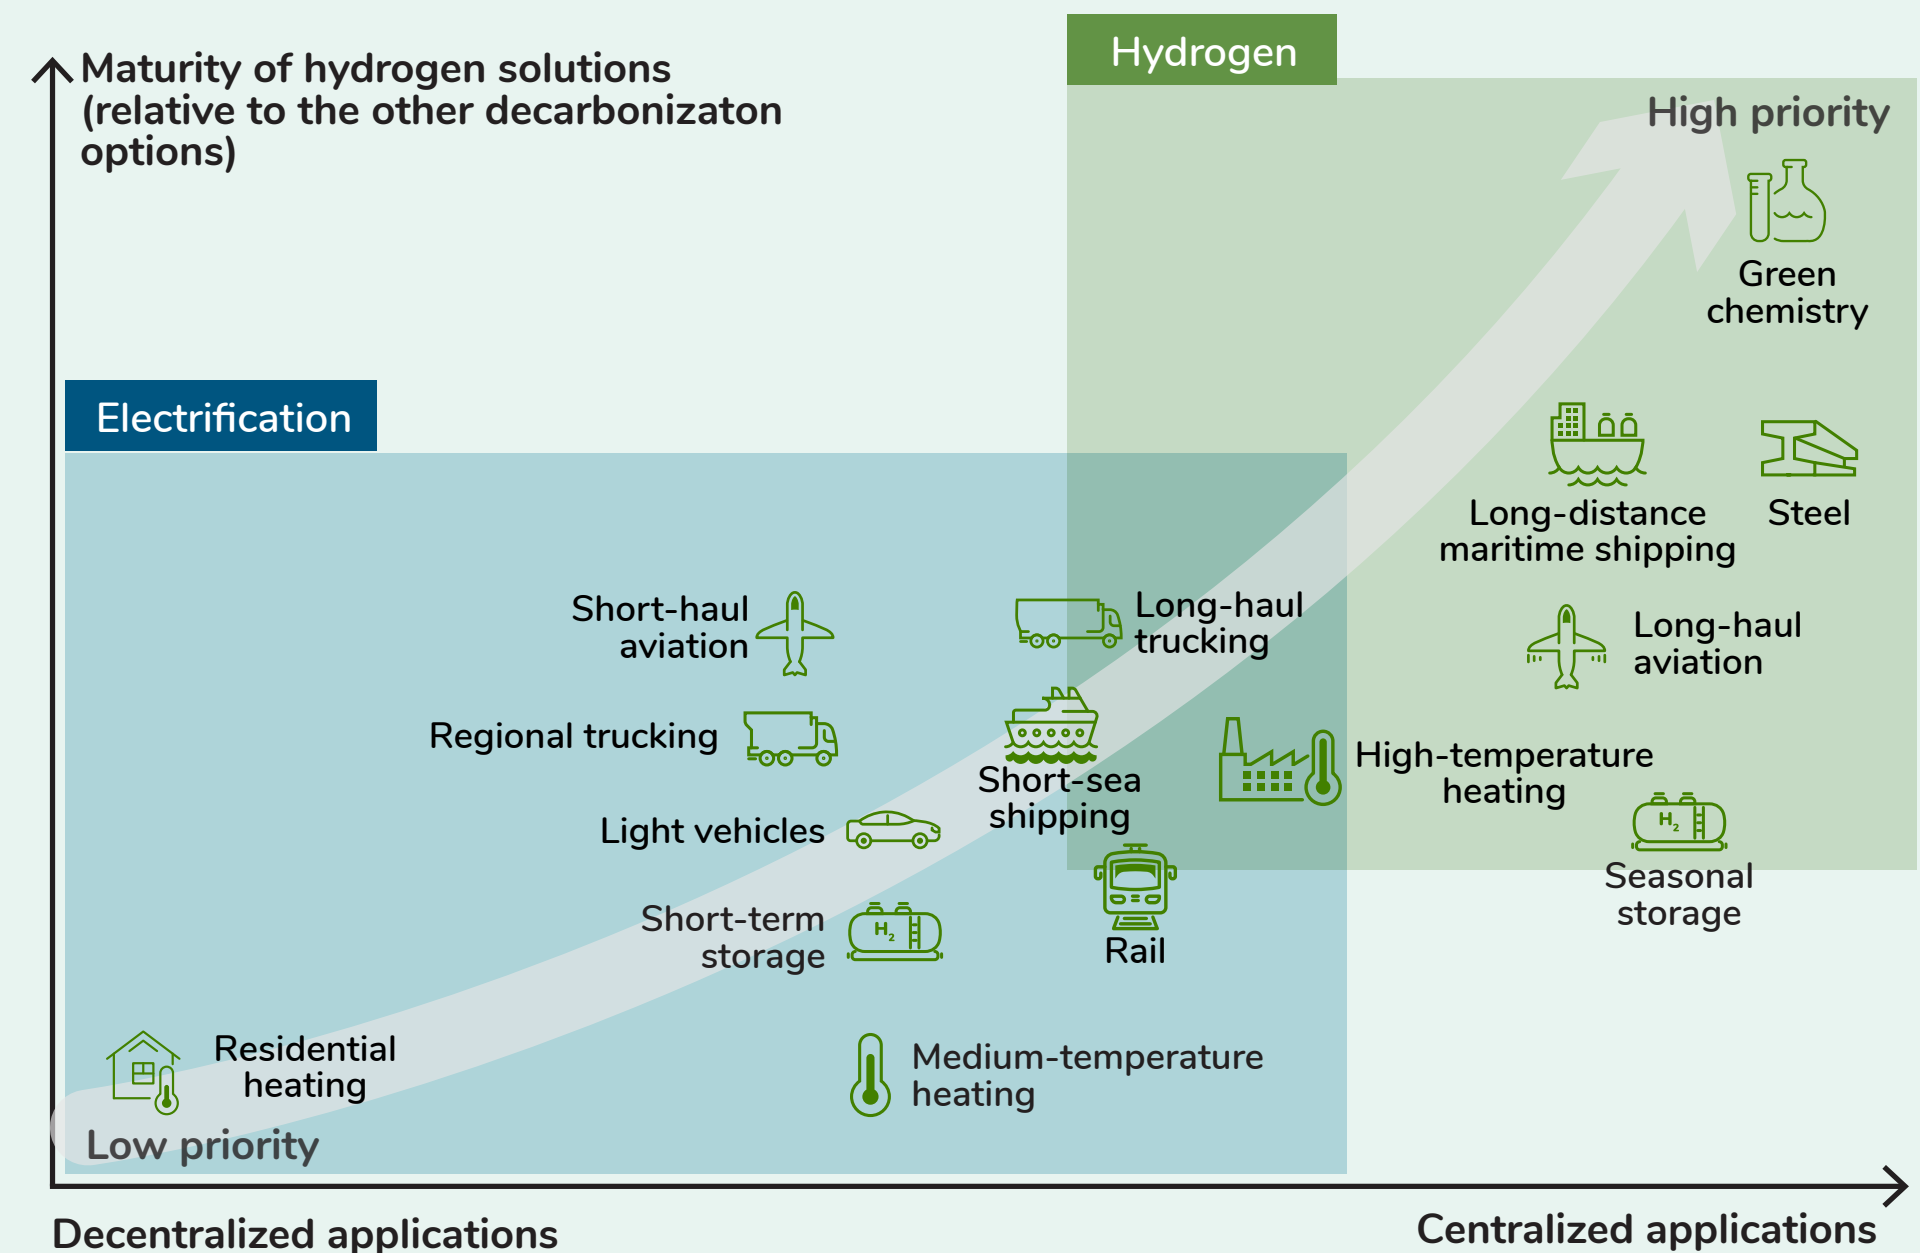 Hydrogen
Maturity of hydrogen solutions
(relative to the other decarbonizaton
options)
High priority
Green
chemistry
Electrification
Long-distance
maritime shipping
Steel
Short-haul
aviation
Long-haul
trucking
Long-haul
aviation
Regional trucking
Short-sea
shipping
High-temperature
heating
Light vehicles
H2
Seasonal
storage
Short-term
storage
H2
Rail
Residential
heating
Medium-temperature
heating
Low priority
Decentralized applications
Centralized applications